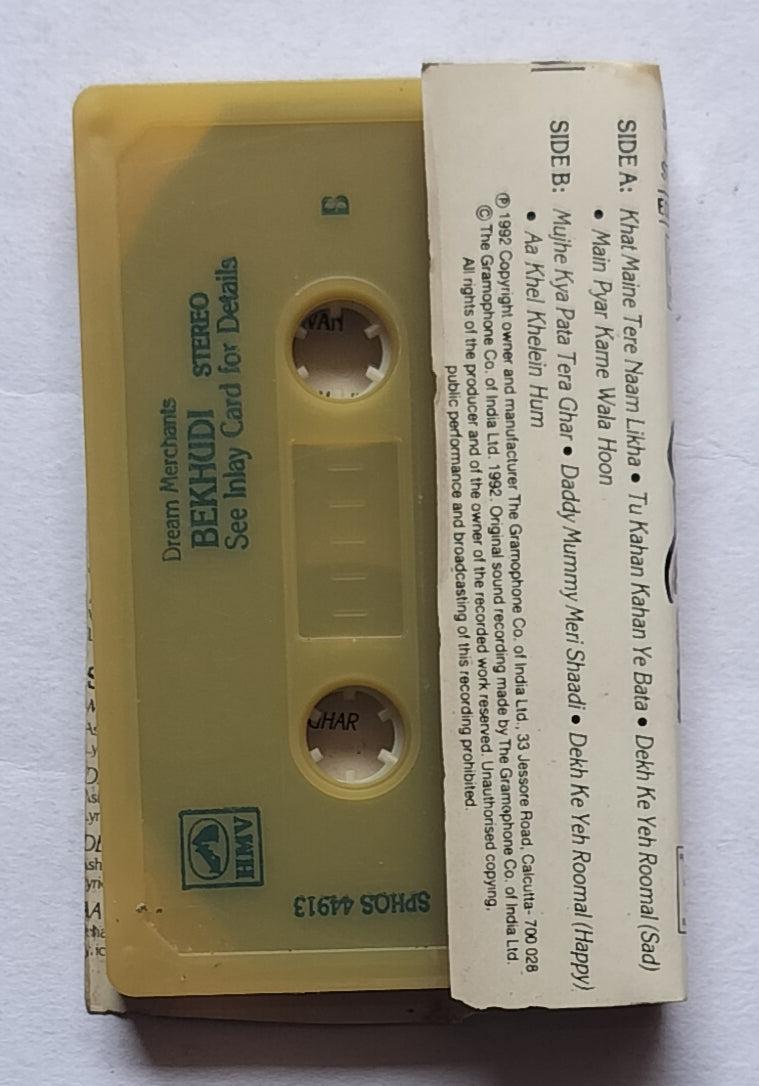 B
Dream Merchants
BEKHUDI STEREO
See Inlay Card for Details
HMV
SPHOS 44913
GHAR
SIDE A: Khat Maine Tere Naam Likha • Tu Kahan Kahan Ye Bata • Dekh Ke Yeh Roomal (Sad)
• Main Pyar Karne Wala Hoon
SIDE B: Mujhe Kya Pata Tera Ghar • Daddy Mummy Meri Shaadi • Dekh Ke Yeh Roomal (Happy)
• Aa Khel Khelein Hum
℗ 1992 Copyright owner and manufacturer The Gramophone Co. of India Ltd., 33 Jessore Road, Calcutta- 700 028
© The Gramophone Co. of India Ltd. 1992. Original sound recording made by The Gramophone Co. of India Ltd.
All rights of the producer and of the owner of the recorded work reserved. Unauthorised copying,
public performance and broadcasting of this recording prohibited.